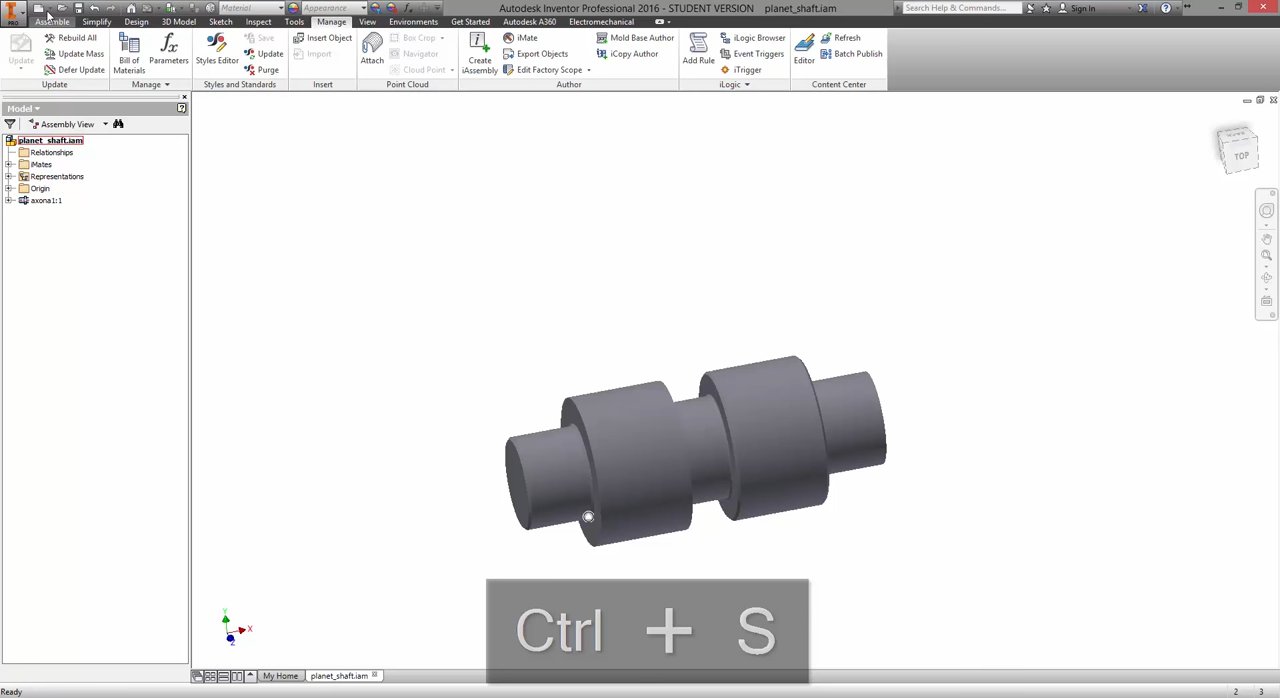 Material
Appearance
Autodesk Inventor Professional 2016 - STUDENT VERSION planet_shaft.iam
Search Help & Commands...
Sign In
PRO
Assemble Simplify Design 3D Model Sketch Inspect Tools Manage View Environments Get Started Autodesk A360 Electromechanical
Update
Rebuild All
Update Mass
Defer Update
Update
Bill of
Materials
Parameters
Manage
Styles Editor
Save
Update
Purge
Styles and Standards
Insert Object
Import
Insert
Attach
Box Crop
Navigator
Cloud Point
Point Cloud
Create
iAssembly
iMate
Export Objects
Edit Factory Scope
Mold Base Author
iCopy Author
Author
Add Rule
iLogic Browser
Event Triggers
iTrigger
iLogic
Editor
Refresh
Batch Publish
Content Center
Model
Assembly View
planet_shaft.iam
Relationships
iMates
Representations
Origin
axona1:1
TOP
Y
X
Z
Ctrl + S
My Home planet_shaft.iam
Ready
2 3